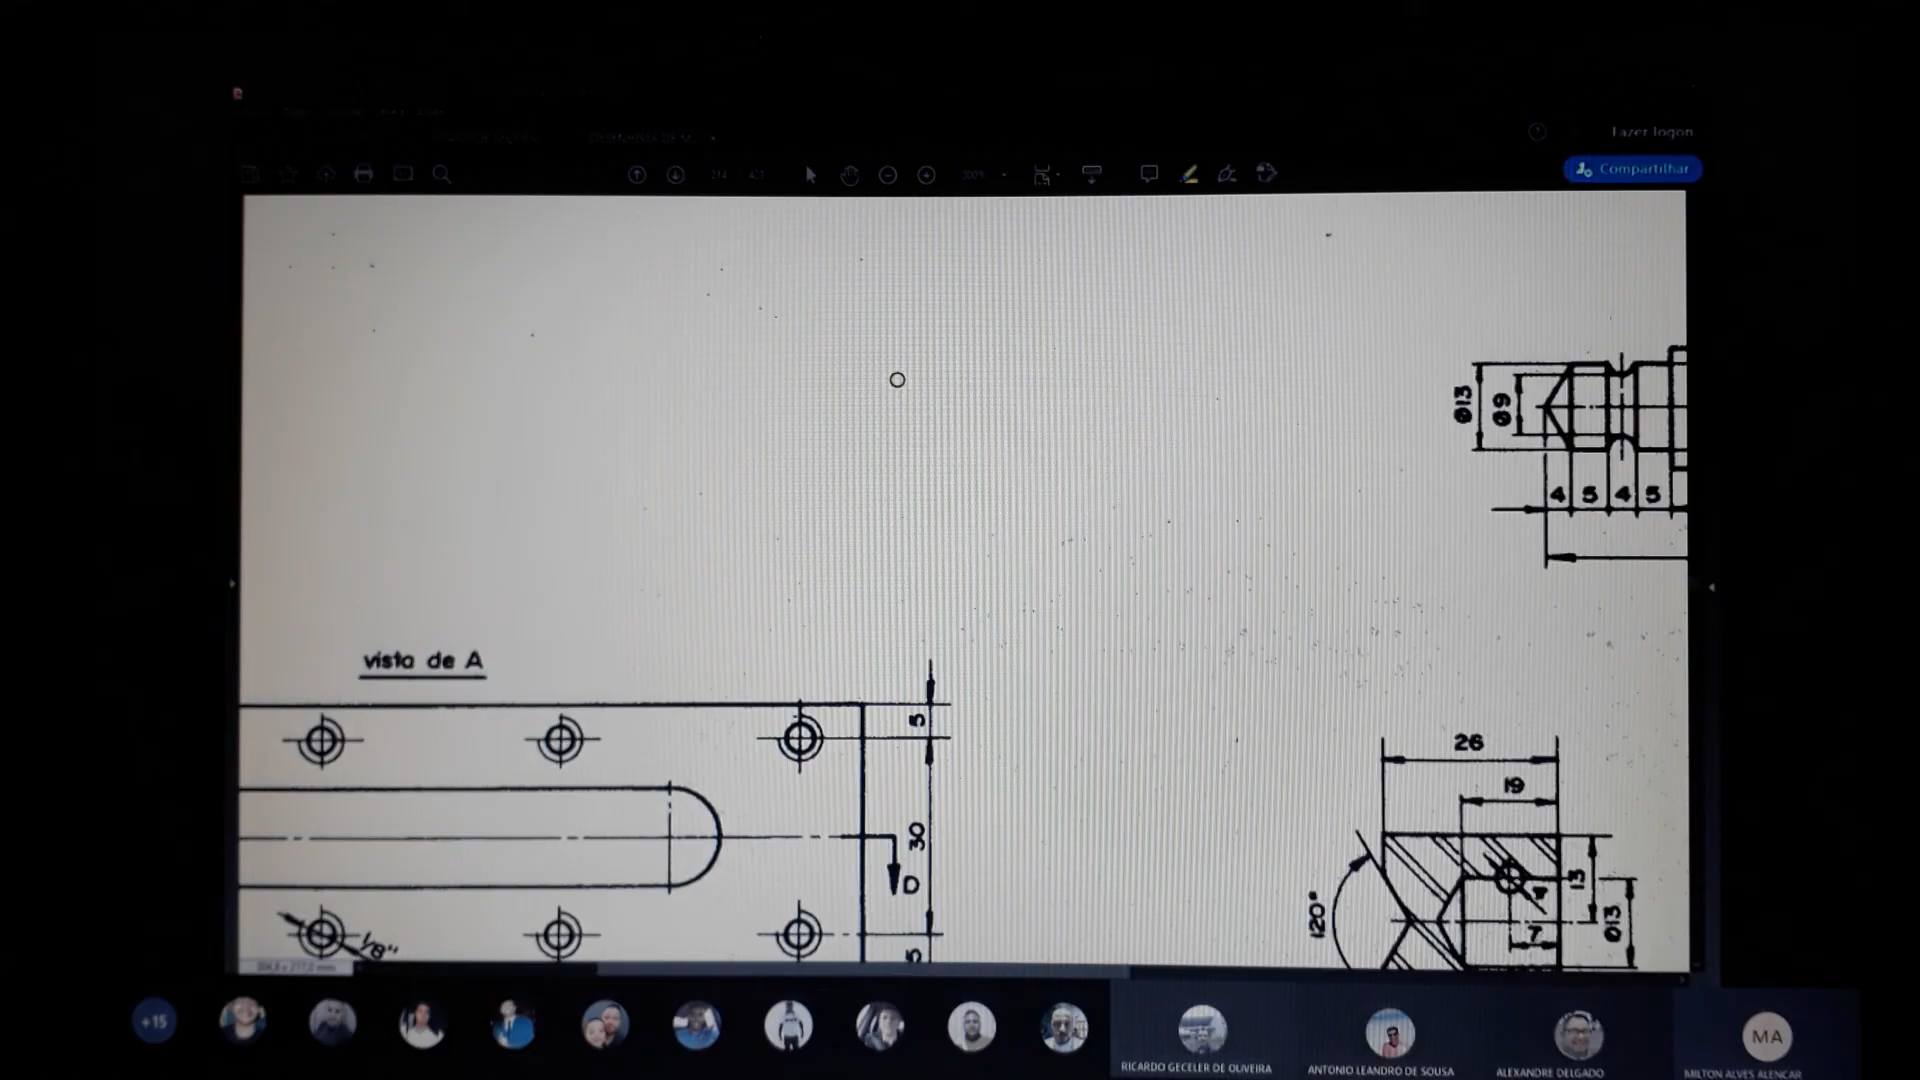 Fazer logon
Compartilhar
Ø13
Ø9
4 5 4 5
vista de A
5
30
D
5
1/8"
26
19
13
Ø13
7
120°
+15
RICARDO GECELER DE OLIVEIRA
ANTONIO LEANDRO DE SOUSA
ALEXANDRE DELGADO
MA
MILTON ALVES ALENCAR